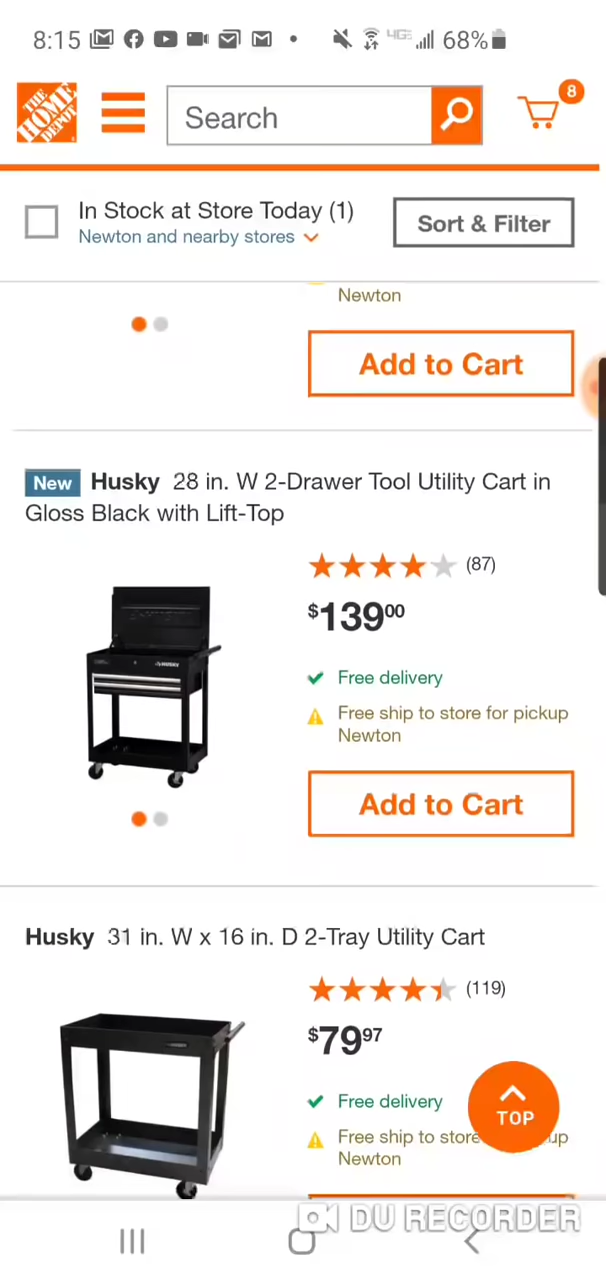 8:15 4GE 68%
THE HOME DEPOT
Search
8
In Stock at Store Today (1)
Newton and nearby stores
Sort & Filter
Newton
Add to Cart
New Husky 28 in. W 2-Drawer Tool Utility Cart in
Gloss Black with Lift-Top
(87)
$13900
Free delivery
Free ship to store for pickup
Newton
Add to Cart
Husky 31 in. W x 16 in. D 2-Tray Utility Cart
(119)
$7997
Free delivery
TOP
Free ship to store up
Newton
DU RECORDER